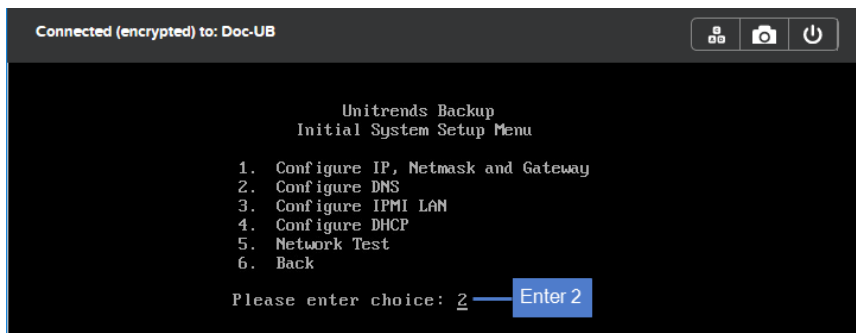 Connected (encrypted) to: Doc-UB
Unitrends Backup
Initial System Setup Menu
1. Configure IP, Netmask and Gateway
2. Configure DNS
3. Configure IPMI LAN
4. Configure DHCP
5. Network Test
6. Back
Please enter choice: 2
Enter 2